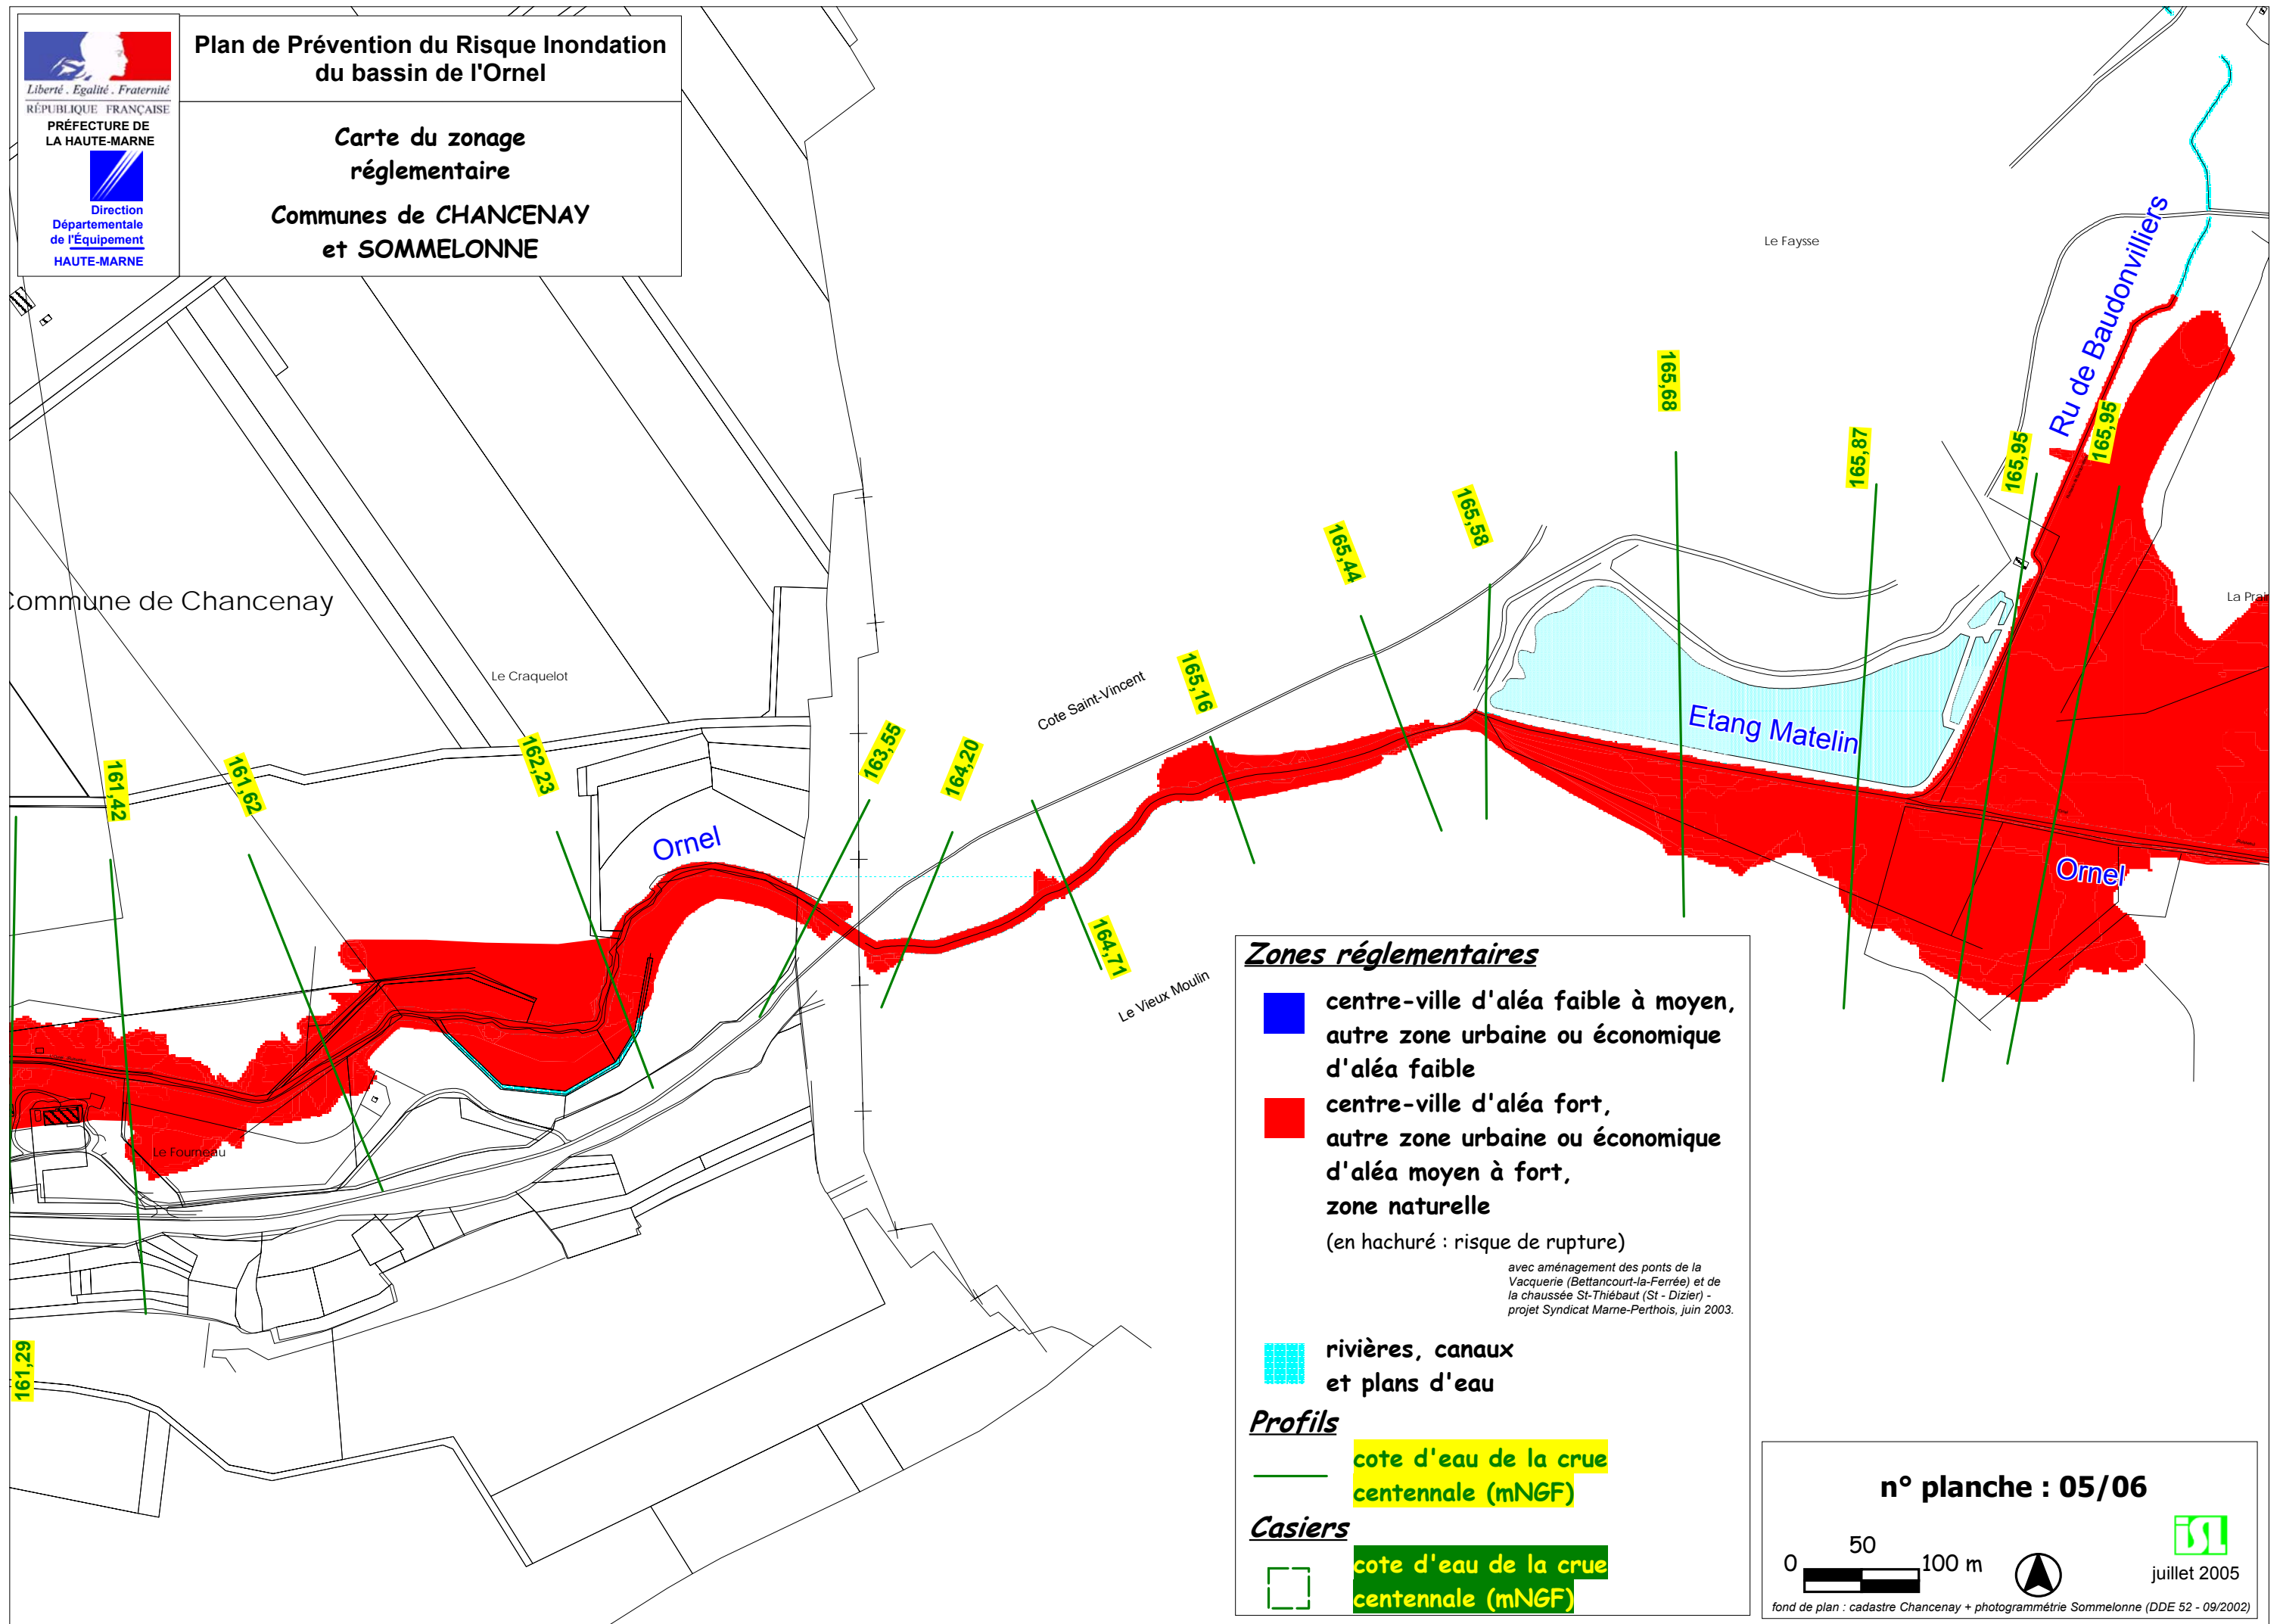 Liberté . Egalité . Fraternité
RÉPUBLIQUE FRANÇAISE
PRÉFECTURE DE
LA HAUTE-MARNE
Direction
Départementale
de l'Équipement
HAUTE-MARNE
Plan de Prévention du Risque Inondation
du bassin de l'Ornel
Carte du zonage
réglementaire
Communes de CHANCENAY
et SOMMELONNE
Le Faysse
Ru de Baudonvilliers
165,68
165,87
165,95
165,95
165,58
165,44
165,16
164,71
164,20
163,55
162,23
161,62
161,42
161,29
Commune de Chancenay
Le Craquelot
Cote Saint-Vincent
Etang Matelin
La Prai
Ornel
Ornel
Le Vieux Moulin
Le Fourneau
Zones réglementaires
centre-ville d'aléa faible à moyen,
autre zone urbaine ou économique
d'aléa faible
centre-ville d'aléa fort,
autre zone urbaine ou économique
d'aléa moyen à fort,
zone naturelle
(en hachuré : risque de rupture)
avec aménagement des ponts de la
Vacquerie (Bettancourt-la-Ferrée) et de
la chaussée St-Thiébaut (St - Dizier) -
projet Syndicat Marne-Perthois, juin 2003.
rivières, canaux
et plans d'eau
Profils
cote d'eau de la crue
centennale (mNGF)
Casiers
cote d'eau de la crue
centennale (mNGF)
n° planche : 05/06
0 50 100 m
isl
juillet 2005
fond de plan : cadastre Chancenay + photogrammétrie Sommelonne (DDE 52 - 09/2002)